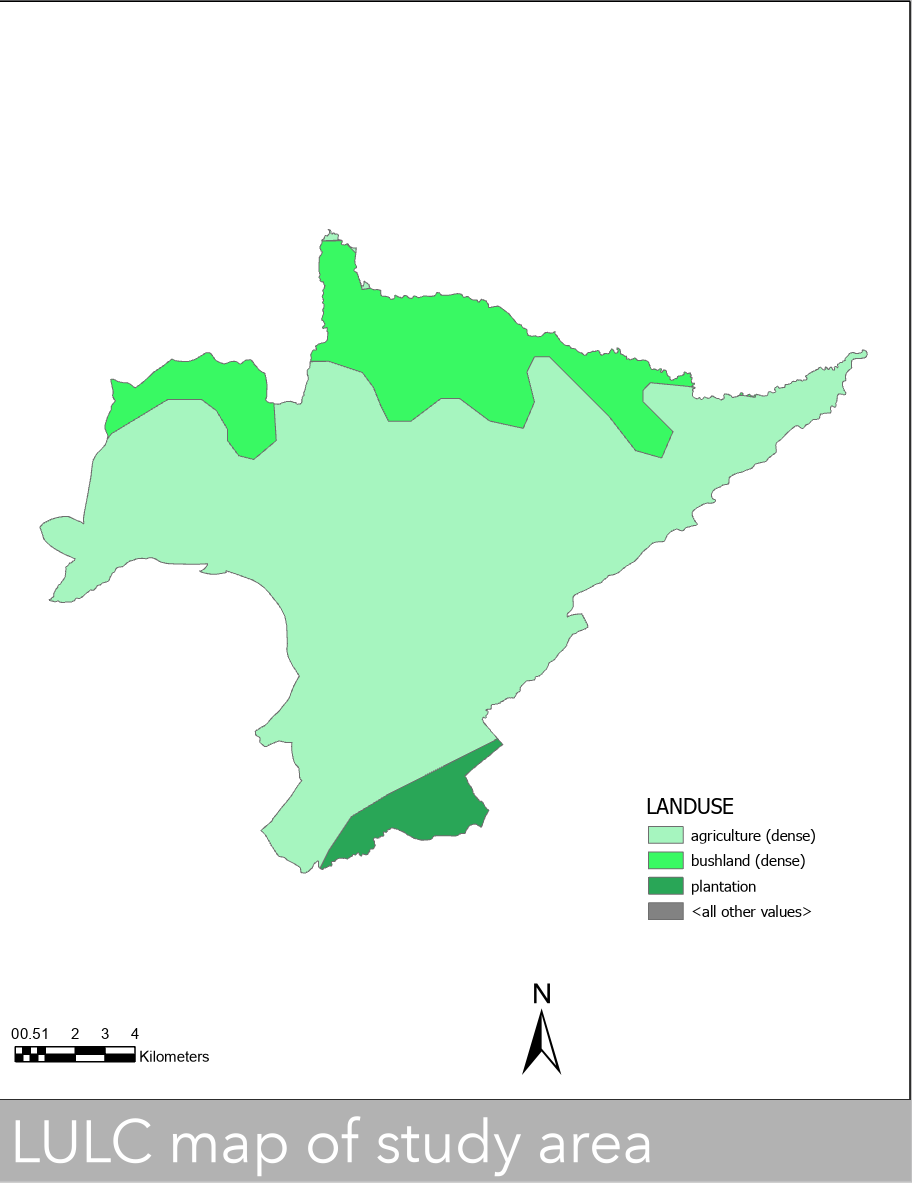 LANDUSE
agriculture (dense)
bushland (dense)
plantation
<all other values>
N
00.51 2 3 4
Kilometers
LULC map of study area